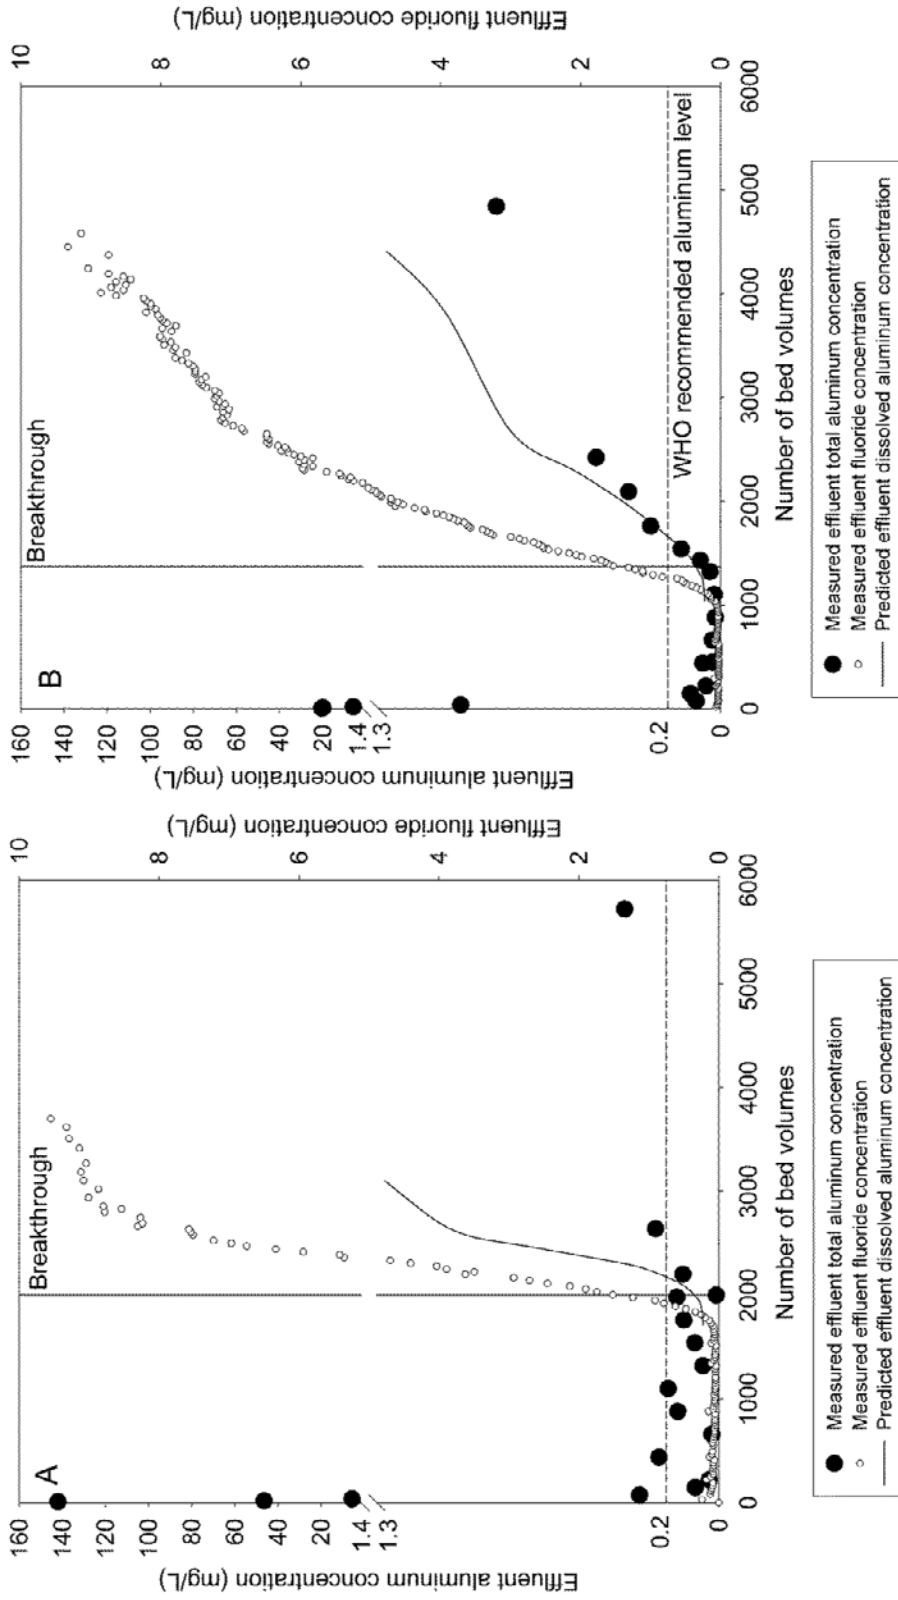 A
Breakthrough
Effluent aluminum concentration (mg/L)
160
140
120
100
80
60
40
20
1.4
1.3
0.2
0
Effluent fluoride concentration (mg/L)
10
8
6
4
2
0
0
1000
2000
3000
4000
5000
6000
Number of bed volumes
Measured effluent total aluminum concentration
Measured effluent fluoride concentration
Predicted effluent dissolved aluminum concentration
B
Breakthrough
WHO recommended aluminum level
Effluent aluminum concentration (mg/L)
160
140
120
100
80
60
40
20
1.4
1.3
0.2
0
Effluent fluoride concentration (mg/L)
10
8
6
4
2
0
0
1000
2000
3000
4000
5000
6000
Number of bed volumes
Measured effluent total aluminum concentration
Measured effluent fluoride concentration
Predicted effluent dissolved aluminum concentration